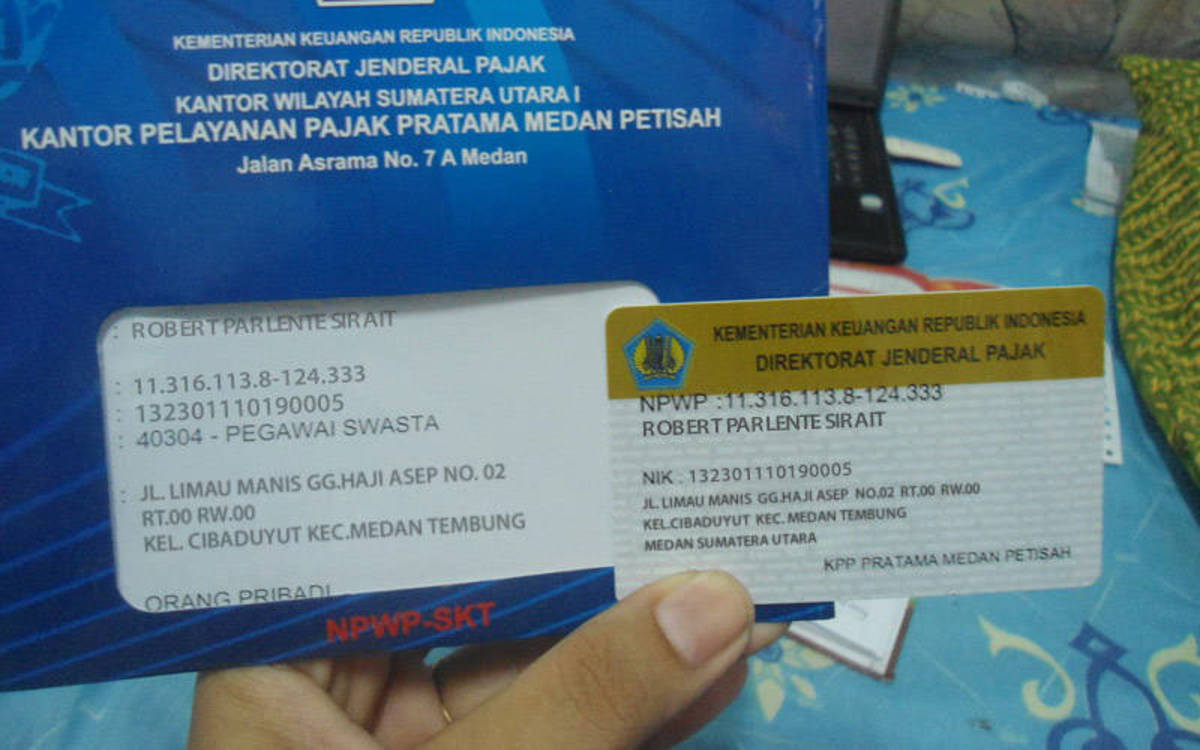 KEMENTERIAN KEUANGAN REPUBLIK INDONESIA
DIREKTORAT JENDERAL PAJAK
KANTOR WILAYAH SUMATERA UTARA I
KANTOR PELAYANAN PAJAK PRATAMA MEDAN PETISAH
Jalan Asrama No. 7 A Medan
: ROBERT PARLENTE SIRAIT
: 11.316.113.8-124.333
: 132301110190005
: 40304 - PEGAWAI SWASTA
: JL. LIMAU MANIS GG.HAJI ASEP NO. 02
RT.00 RW.00
KEL. CIBADUYUT KEC.MEDAN TEMBUNG
ORANG PRIBADI
NPWP-SKT
KEMENTERIAN KEUANGAN REPUBLIK INDONESIA
DIREKTORAT JENDERAL PAJAK
NPWP :11.316.113.8-124.333
ROBERT PARLENTE SIRAIT
NIK : 132301110190005
JL. LIMAU MANIS GG.HAJI ASEP NO.02 RT.00 RW.00
KEL.CIBADUYUT KEC. MEDAN TEMBUNG
MEDAN SUMATERA UTARA
KPP PRATAMA MEDAN PETISAH